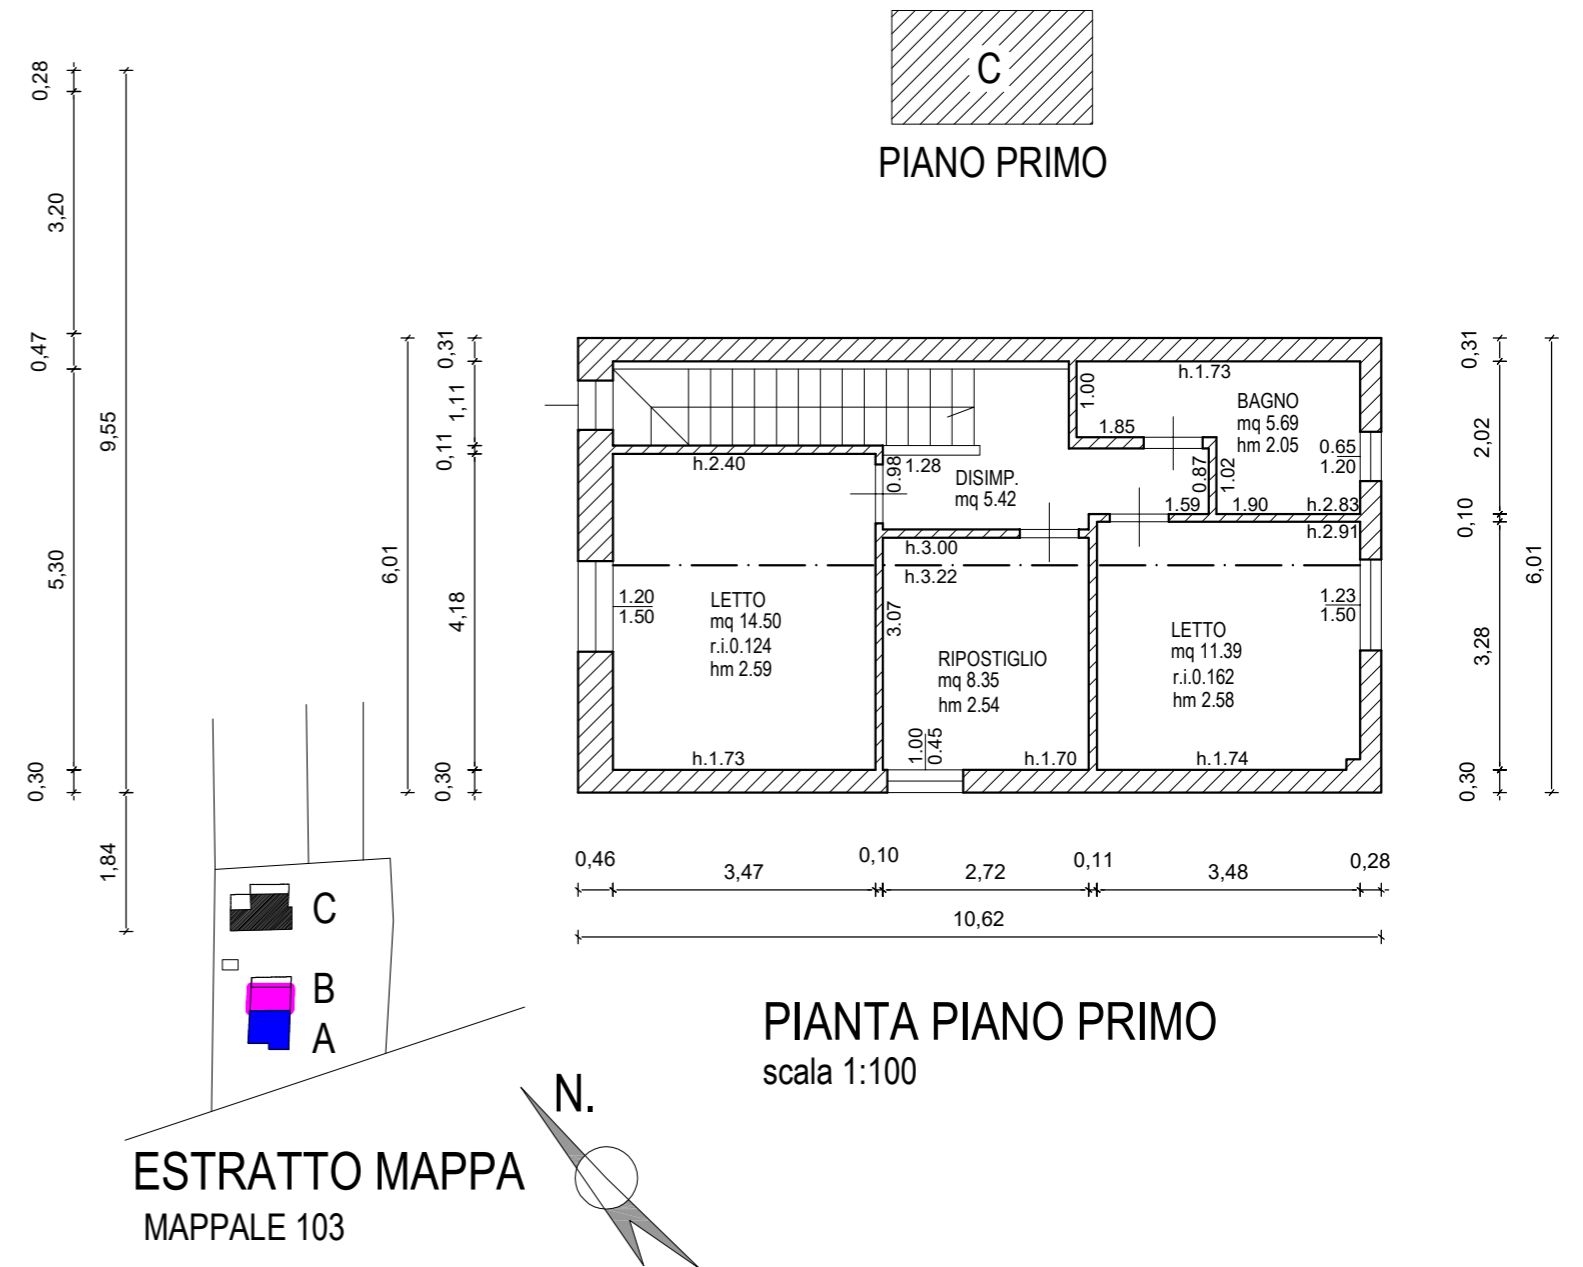 C
PIANO PRIMO
0,28
3,20
0,47
9,55
5,30
0,30
1,84
6,01
0,31
1,11
0,11
4,18
0,30
h.1.73
1.00
BAGNO
mq 5.69
hm 2.05
1.85
0.65
1.20
h.2.40
0.98
1.28
DISIMP.
mq 5.42
0.87
1.02
1.59
1.90
h.2.83
h.2.91
h.3.00
h.3.22
3.07
1.20
1.50
LETTO
mq 14.50
r.i.0.124
hm 2.59
1.23
1.50
LETTO
mq 11.39
r.i.0.162
hm 2.58
RIPOSTIGLIO
mq 8.35
hm 2.54
1.00
0.45
h.1.73
h.1.70
h.1.74
0,31
2,02
0,10
3,28
0,30
6,01
0,46
3,47
0,10
2,72
0,11
3,48
0,28
10,62
C
B
A
PIANTA PIANO PRIMO
scala 1:100
N.
ESTRATTO MAPPA
MAPPALE 103